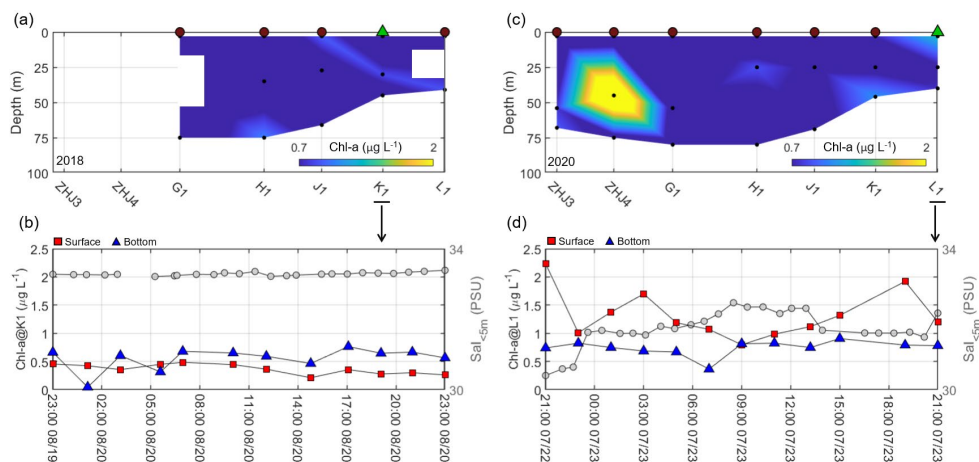 (a)
0
25
50
75
100
Depth (m)
2018
Chl-a (μg L⁻¹)
0.7
2
ZHJ3
ZHJ4
G1
H1
J1
K1
L1
(c)
0
25
50
75
100
Depth (m)
2020
Chl-a (μg L⁻¹)
0.7
2
ZHJ3
ZHJ4
G1
H1
J1
K1
L1
(b)
Surface
Bottom
2.5
2
1.5
1
0.5
0
Chl-a@K1 (μg L⁻¹)
34
30
Sal<5m (PSU)
23:00 08/19
02:00 08/20
05:00 08/20
08:00 08/20
11:00 08/20
14:00 08/20
17:00 08/20
20:00 08/20
23:00 08/20
(d)
Surface
Bottom
2.5
2
1.5
1
0.5
0
Chl-a@L1 (μg L⁻¹)
34
30
Sal<5m (PSU)
21:00 07/22
00:00 07/23
03:00 07/23
06:00 07/23
09:00 07/23
12:00 07/23
15:00 07/23
18:00 07/23
21:00 07/23